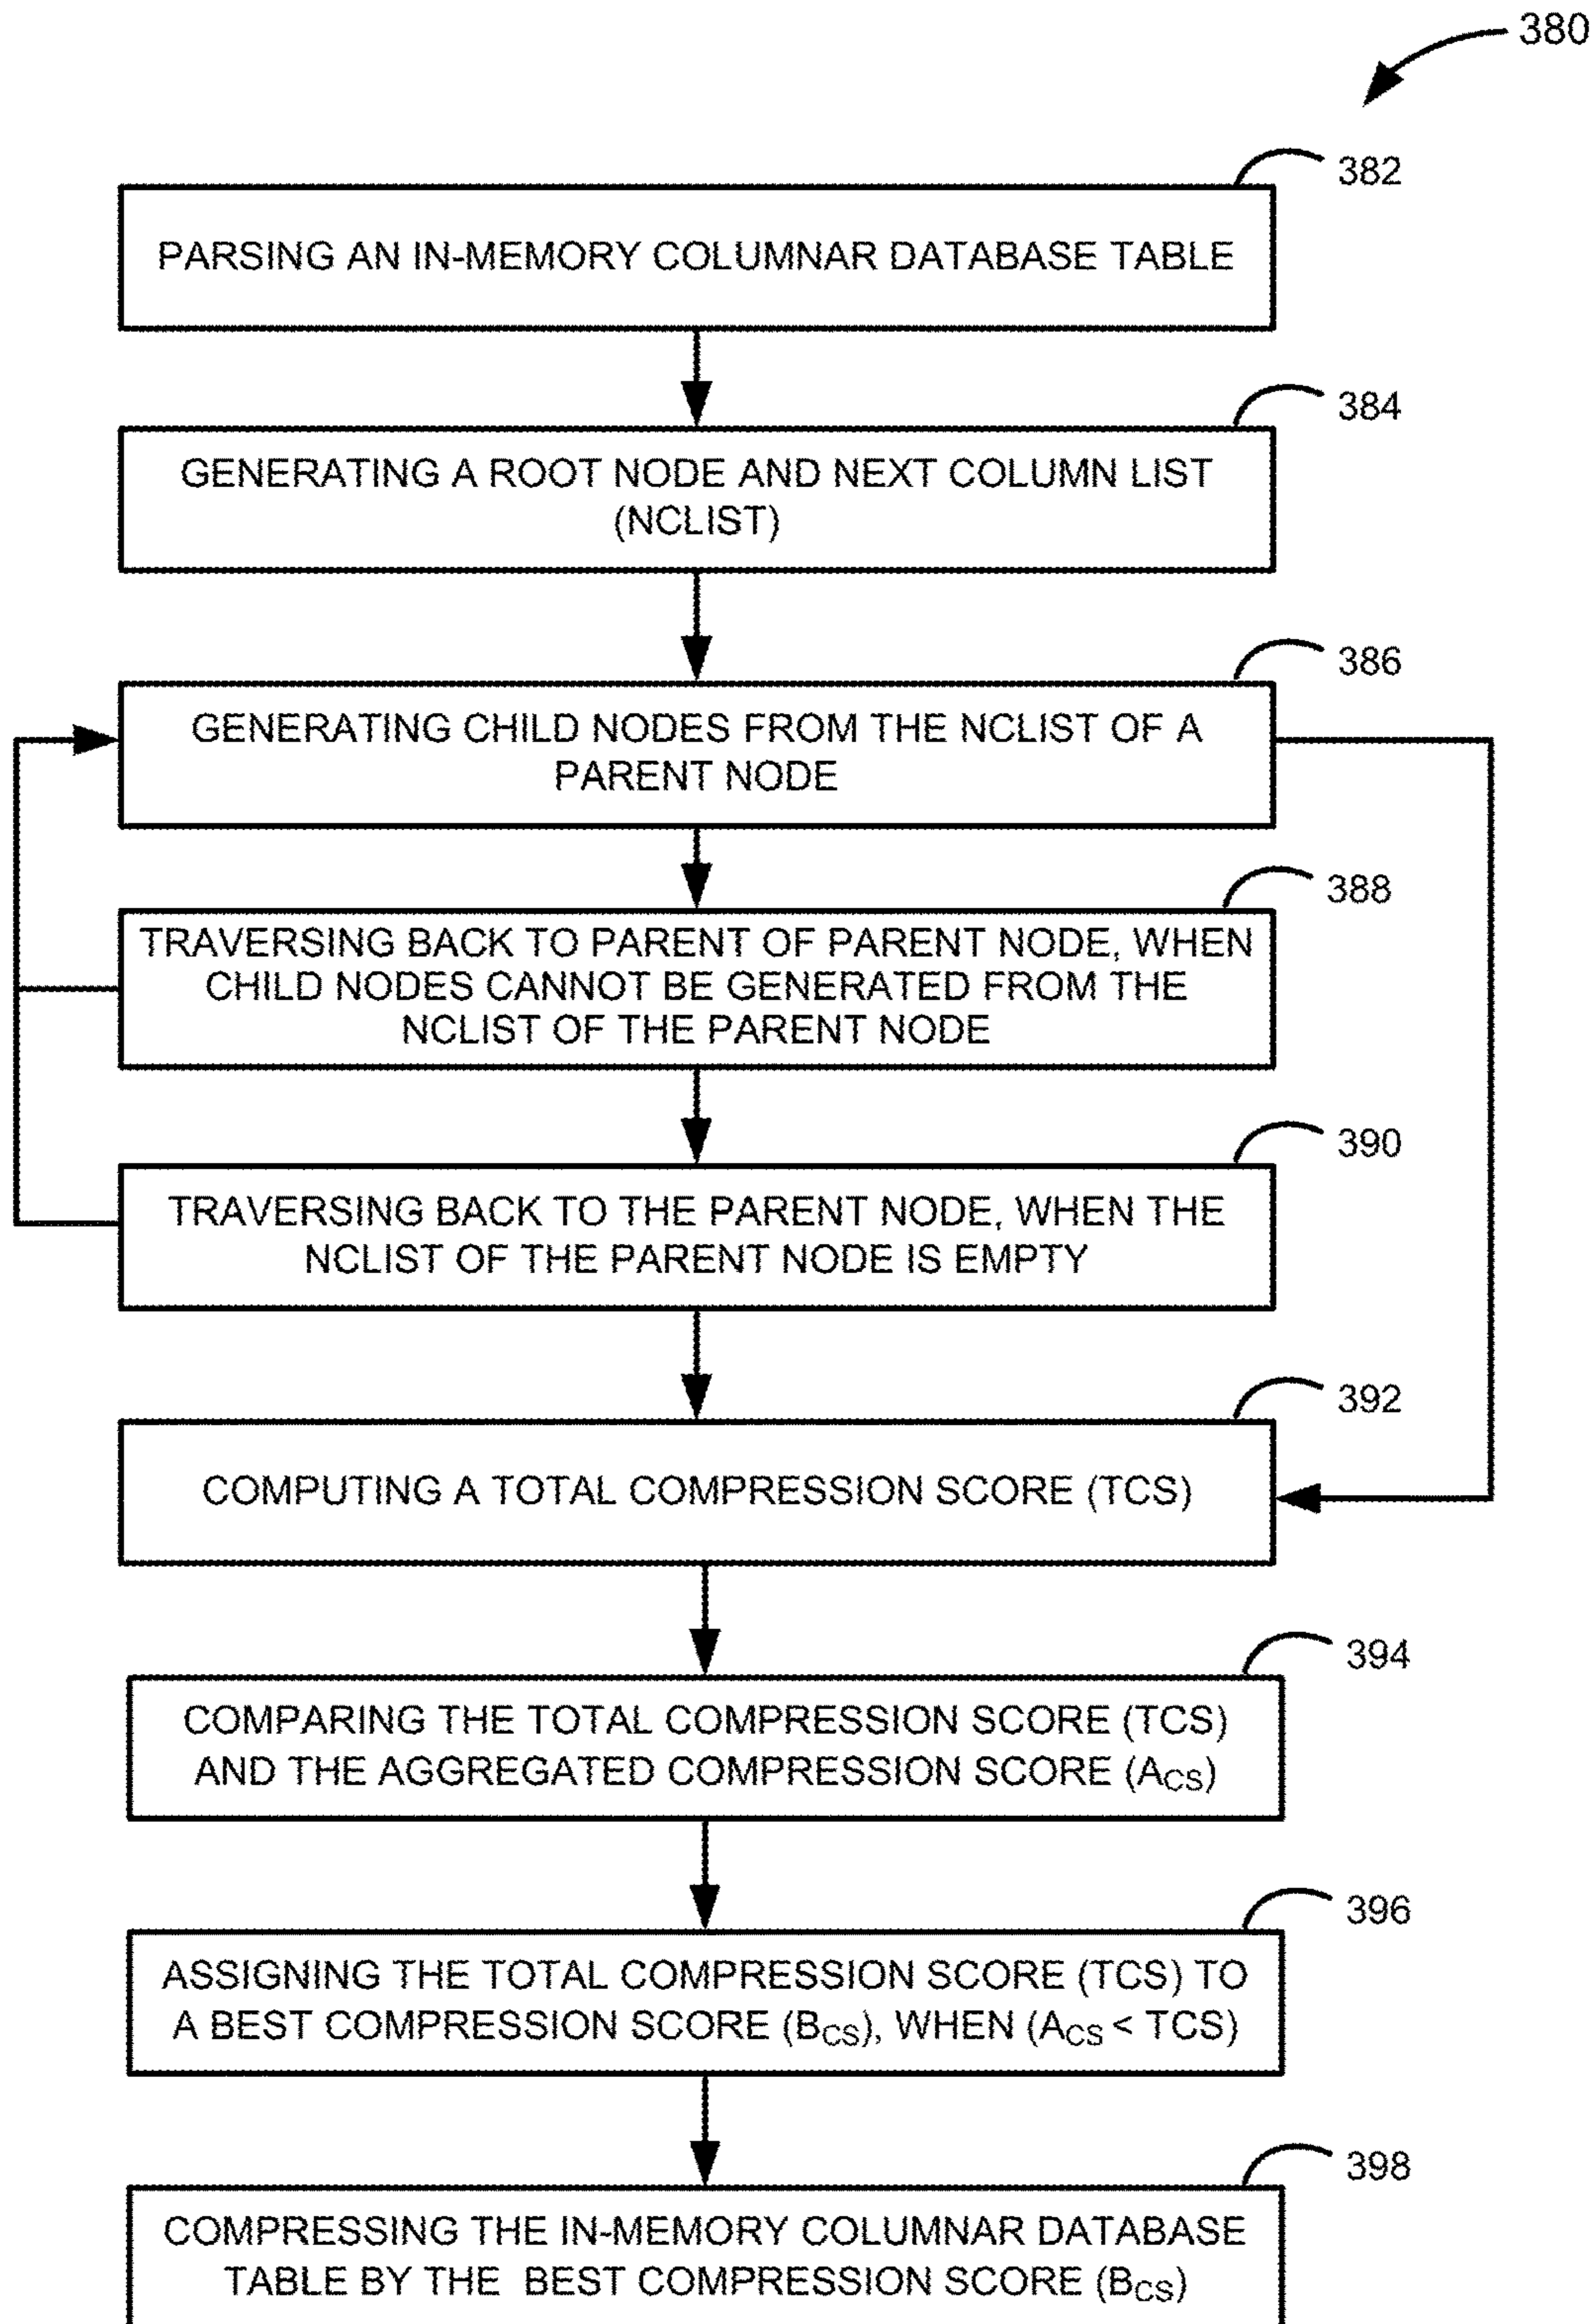 380
382
PARSING AN IN-MEMORY COLUMNAR DATABASE TABLE
384
GENERATING A ROOT NODE AND NEXT COLUMN LIST
(NCLIST)
386
GENERATING CHILD NODES FROM THE NCLIST OF A
PARENT NODE
388
TRAVERSING BACK TO PARENT OF PARENT NODE, WHEN
CHILD NODES CANNOT BE GENERATED FROM THE
NCLIST OF THE PARENT NODE
390
TRAVERSING BACK TO THE PARENT NODE, WHEN THE
NCLIST OF THE PARENT NODE IS EMPTY
392
COMPUTING A TOTAL COMPRESSION SCORE (TCS)
394
COMPARING THE TOTAL COMPRESSION SCORE (TCS)
AND THE AGGREGATED COMPRESSION SCORE (ACS)
396
ASSIGNING THE TOTAL COMPRESSION SCORE (TCS) TO
A BEST COMPRESSION SCORE (BCS), WHEN (ACS < TCS)
398
COMPRESSING THE IN-MEMORY COLUMNAR DATABASE
TABLE BY THE BEST COMPRESSION SCORE (BCS)